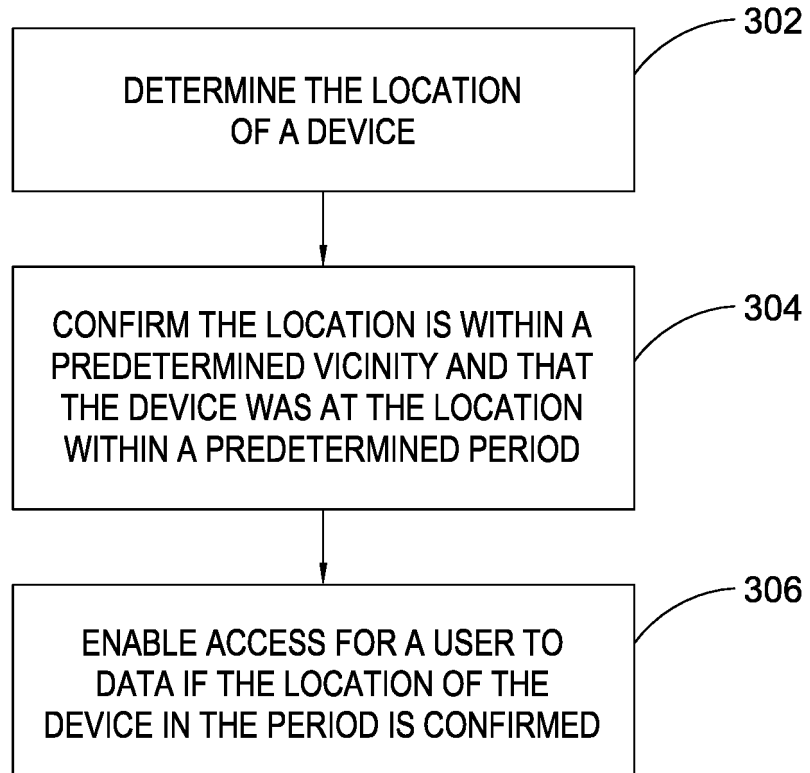 302
DETERMINE THE LOCATION
OF A DEVICE
304
CONFIRM THE LOCATION IS WITHIN A
PREDETERMINED VICINITY AND THAT
THE DEVICE WAS AT THE LOCATION
WITHIN A PREDETERMINED PERIOD
306
ENABLE ACCESS FOR A USER TO
DATA IF THE LOCATION OF THE
DEVICE IN THE PERIOD IS CONFIRMED